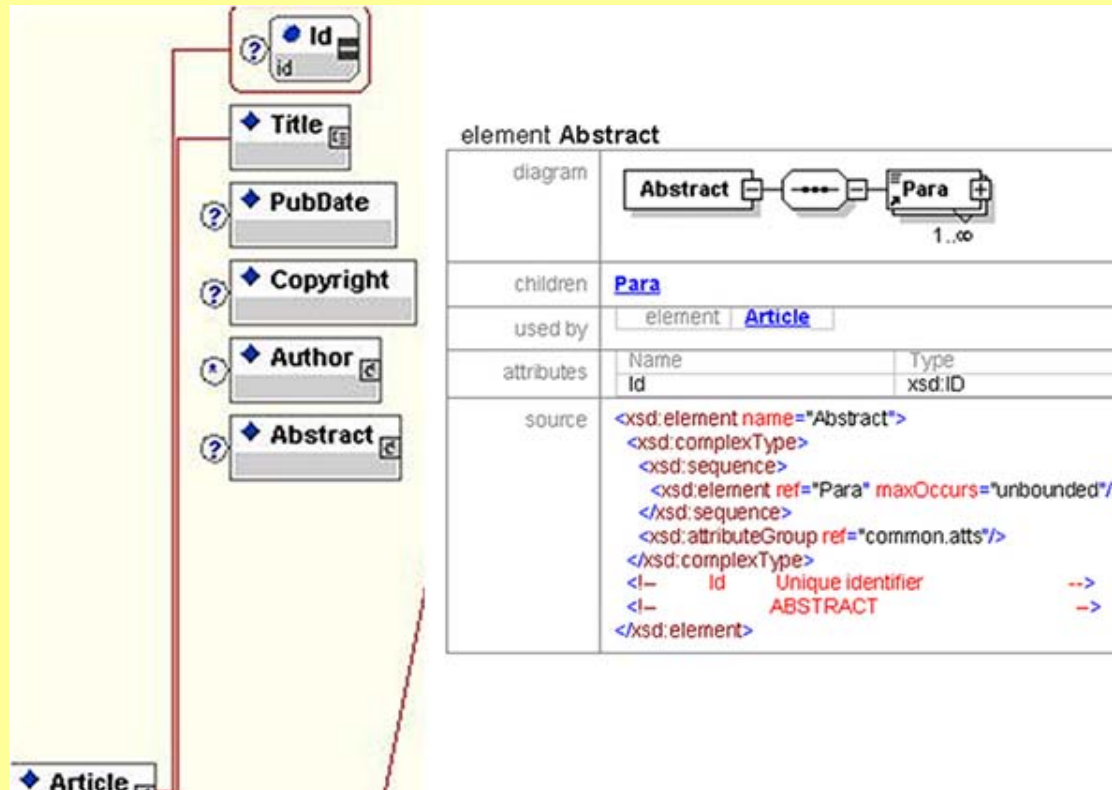 ? Id
id
Title
? PubDate
? Copyright
* Author
? Abstract
Article
element Abstract
diagram
Abstract
Para
1..∞
children Para
used by element Article
attributes Name Type
Id xsd:ID
source <xsd:element name="Abstract">
<xsd:complexType>
<xsd:sequence>
<xsd:element ref="Para" maxOccurs="unbounded"/
</xsd:sequence>
<xsd:attributeGroup ref="common.atts"/>
</xsd:complexType>
<!-- Id Unique identifier -->
<!-- ABSTRACT -->
</xsd:element>